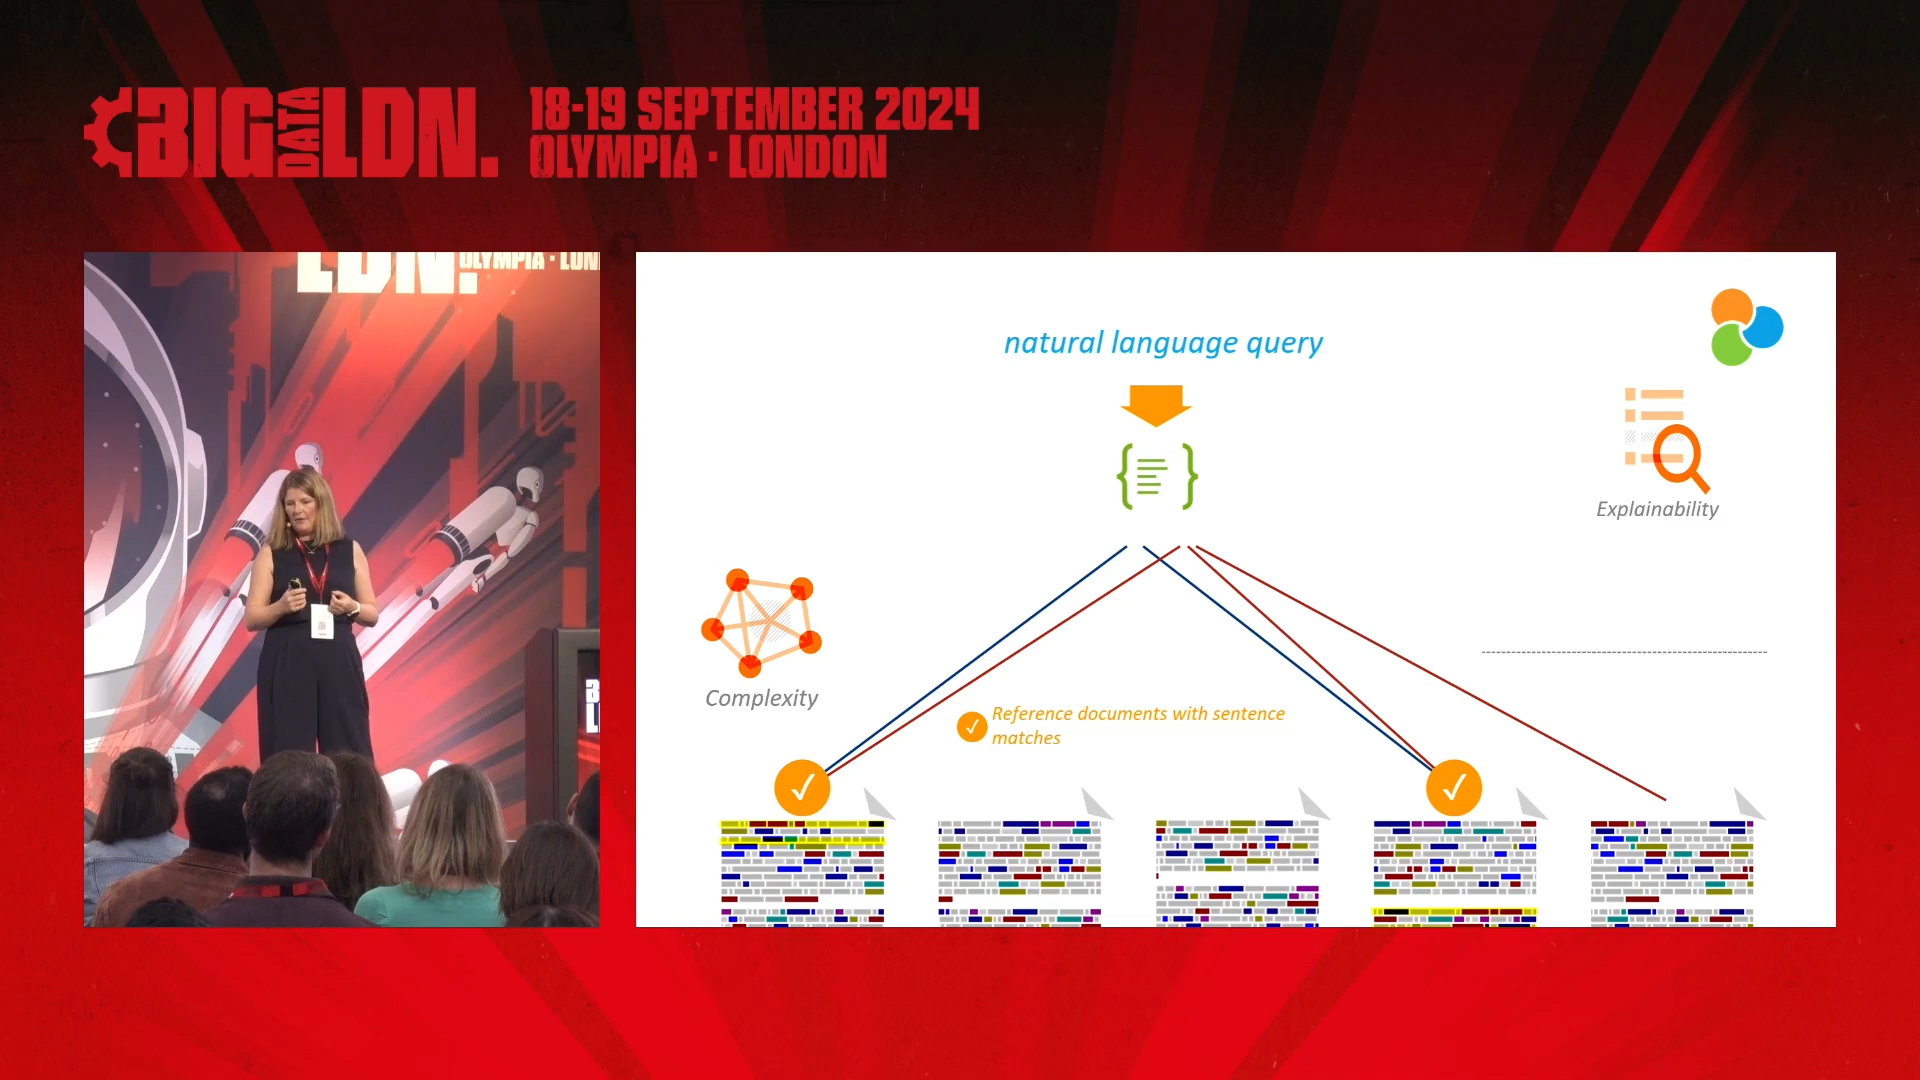 BIG DATA LDN.
18-19 SEPTEMBER 2024
OLYMPIA · LONDON
LDN.
OLYMPIA · LON
natural language query
Explainability
Complexity
Reference documents with sentence
matches